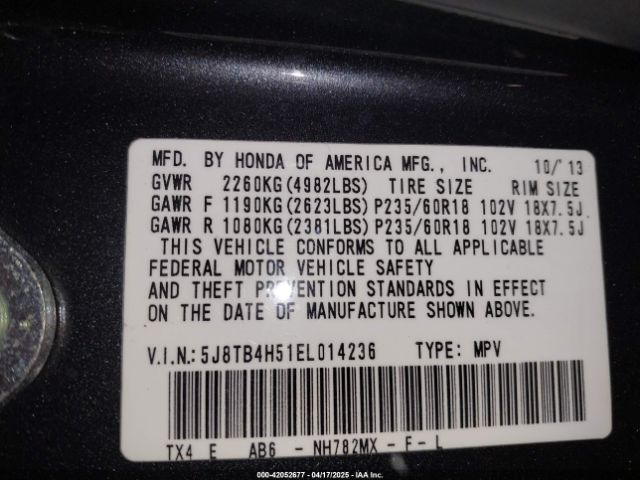 MFD. BY HONDA OF AMERICA MFG., INC. 10/'13
GVWR 2260KG(4982LBS) TIRE SIZE RIM SIZE
GAWR F 1190KG(2623LBS) P235/60R18 102V 18X7.5J
GAWR R 1080KG(2381LBS) P235/60R18 102V 18X7.5J
THIS VEHICLE CONFORMS TO ALL APPLICABLE
FEDERAL MOTOR VEHICLE SAFETY
AND THEFT PREVENTION STANDARDS IN EFFECT
ON THE DATE OF MANUFACTURE SHOWN ABOVE.
V.I.N.: 5J8TB4H51EL014236 TYPE: MPV
TX4 E AB6 - NH782MX - F - L
000-42052677 - 04/17/2025 - IAA Inc.